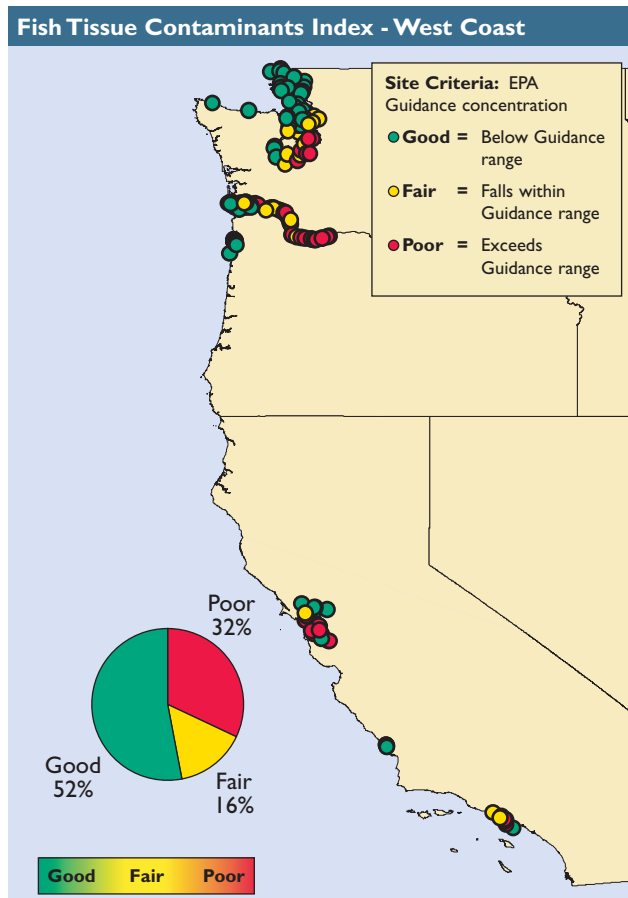 Fish Tissue Contaminants Index - West Coast
Site Criteria: EPA
Guidance concentration
Good = Below Guidance
range
Fair = Falls within
Guidance range
Poor = Exceeds
Guidance range
Poor
32%
Good
52%
Fair
16%
Good Fair Poor